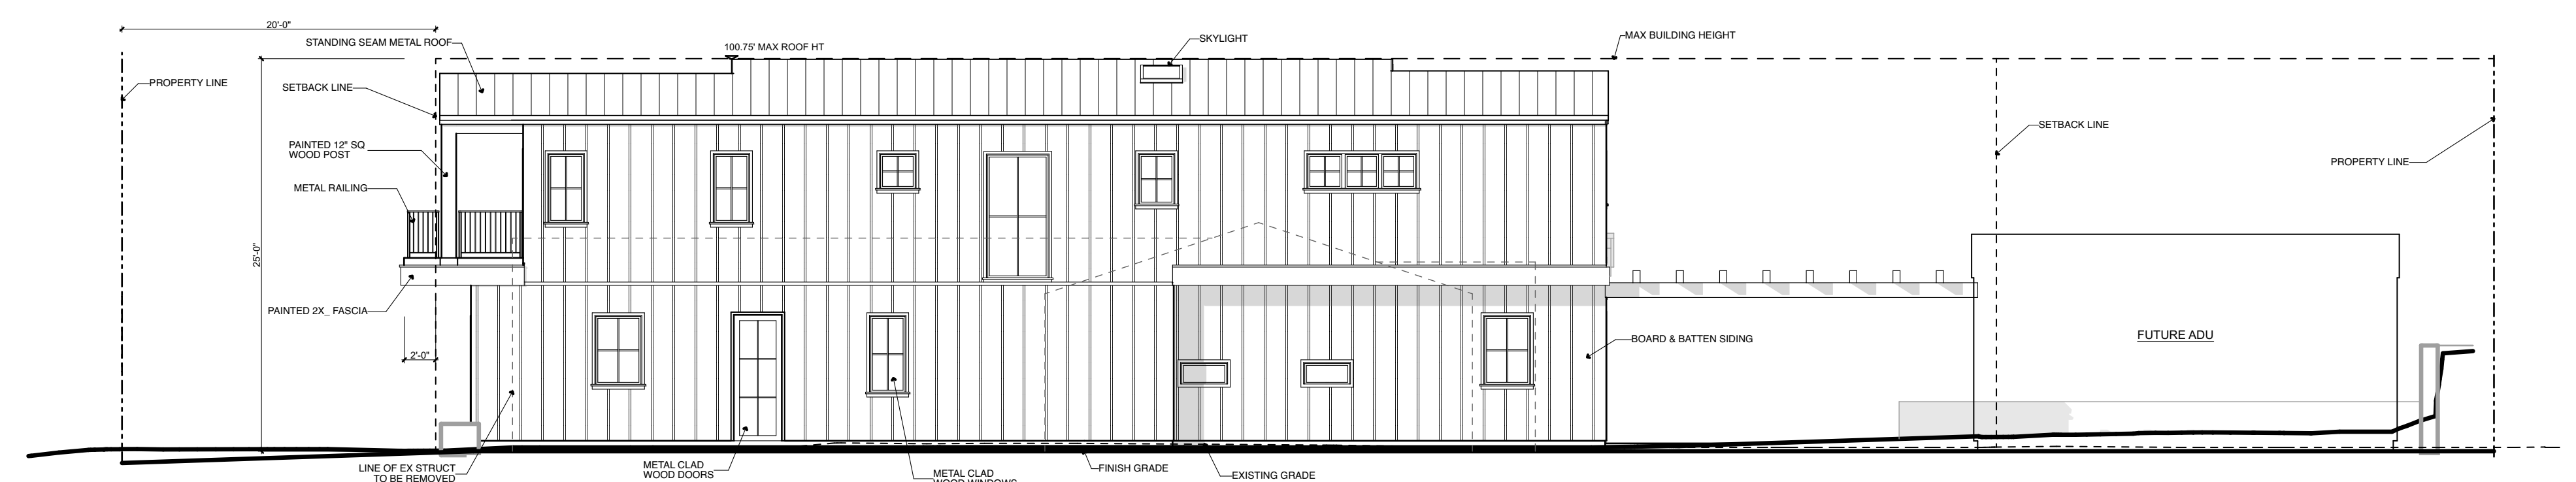 20'-0"
STANDING SEAM METAL ROOF
100.75' MAX ROOF HT
SKYLIGHT
MAX BUILDING HEIGHT
PROPERTY LINE
SETBACK LINE
SETBACK LINE
PAINTED 12" SQ
WOOD POST
PROPERTY LINE
METAL RAILING
25'-0"
PAINTED 2X_ FASCIA
2'-0"
BOARD & BATTEN SIDING
FUTURE ADU
LINE OF EX STRUCT
TO BE REMOVED
METAL CLAD
WOOD DOORS
METAL CLAD
WOOD WINDOWS
FINISH GRADE
EXISTING GRADE